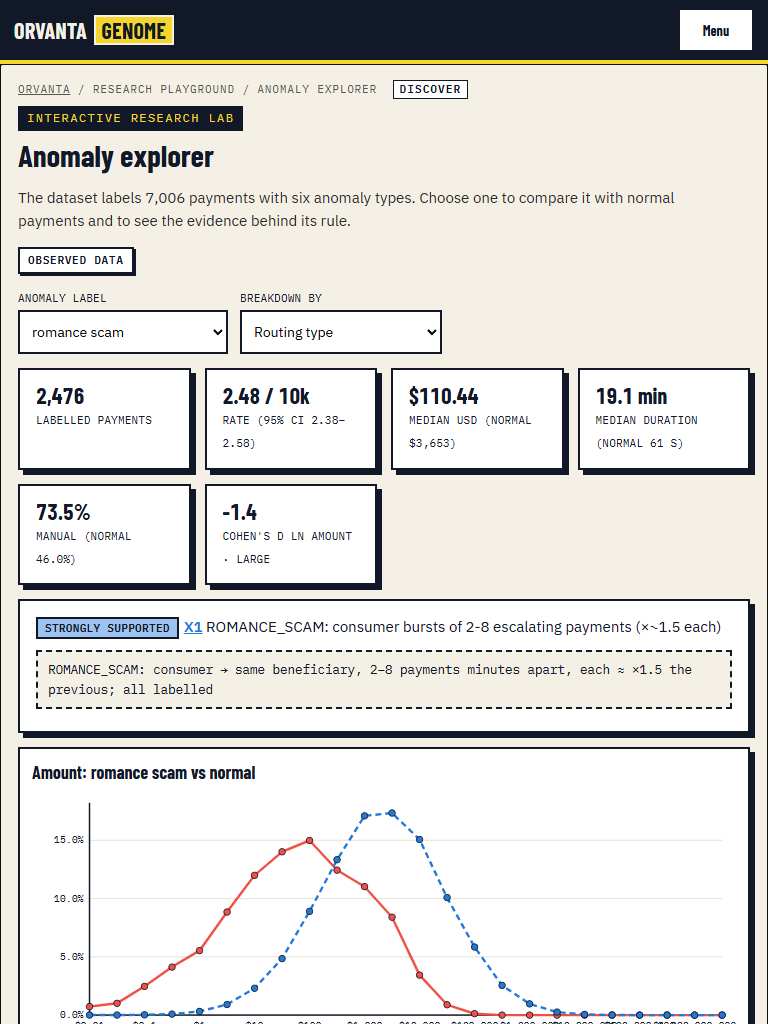 ORVANTA GENOME
Menu
ORVANTA / RESEARCH PLAYGROUND / ANOMALY EXPLORER DISCOVER
INTERACTIVE RESEARCH LAB
Anomaly explorer
The dataset labels 7,006 payments with six anomaly types. Choose one to compare it with normal
payments and to see the evidence behind its rule.
OBSERVED DATA
ANOMALY LABEL
BREAKDOWN BY
romance scam
Routing type
2,476
LABELLED PAYMENTS
2.48 / 10k
RATE (95% CI 2.38–
2.58)
$110.44
MEDIAN USD (NORMAL
$3,653)
19.1 min
MEDIAN DURATION
(NORMAL 61 S)
73.5%
MANUAL (NORMAL
46.0%)
-1.4
COHEN'S D LN AMOUNT
· LARGE
STRONGLY SUPPORTED X1 ROMANCE_SCAM: consumer bursts of 2-8 escalating payments (×~1.5 each)
ROMANCE_SCAM: consumer → same beneficiary, 2–8 payments minutes apart, each ≈ ×1.5 the
previous; all labelled
Amount: romance scam vs normal
15.0%
10.0%
5.0%
0.0%